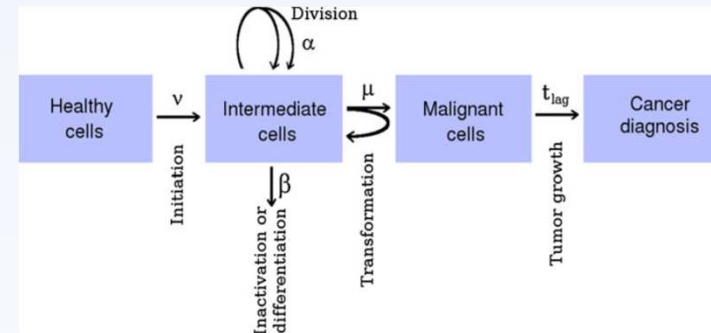 Division
α
Healthy
cells
ν
Initiation
Intermediate
cells
β
Inactivation or
differentiation
μ
Transformation
Malignant
cells
t_lag
Tumor growth
Cancer
diagnosis